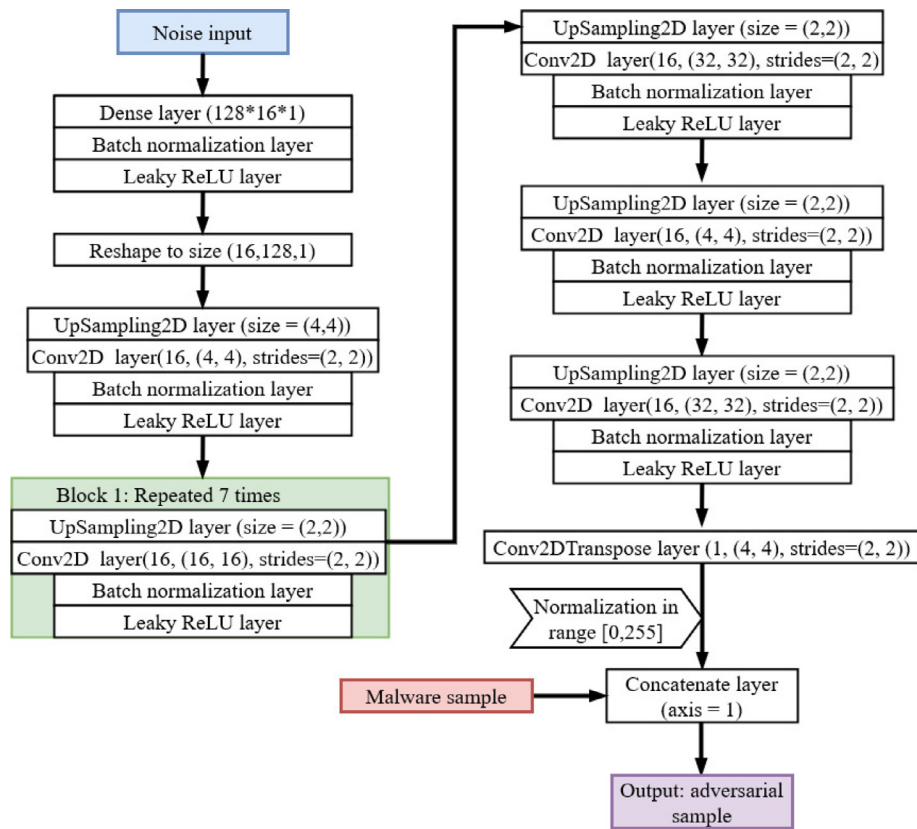 Noise input
Dense layer (128*16*1)
Batch normalization layer
Leaky ReLU layer
Reshape to size (16,128,1)
UpSampling2D layer (size = (4,4))
Conv2D layer(16, (4, 4), strides=(2, 2))
Batch normalization layer
Leaky ReLU layer
Block 1: Repeated 7 times
UpSampling2D layer (size = (2,2))
Conv2D layer(16, (16, 16), strides=(2, 2))
Batch normalization layer
Leaky ReLU layer
UpSampling2D layer (size = (2,2))
Conv2D layer(16, (32, 32), strides=(2, 2)
Batch normalization layer
Leaky ReLU layer
UpSampling2D layer (size = (2,2))
Conv2D layer(16, (4, 4), strides=(2, 2))
Batch normalization layer
Leaky ReLU layer
UpSampling2D layer (size = (2,2))
Conv2D layer(16, (32, 32), strides=(2, 2))
Batch normalization layer
Leaky ReLU layer
Conv2DTranspose layer (1, (4, 4), strides=(2, 2))
Normalization in
range [0,255]
Malware sample
Concatenate layer
(axis = 1)
Output: adversarial
sample